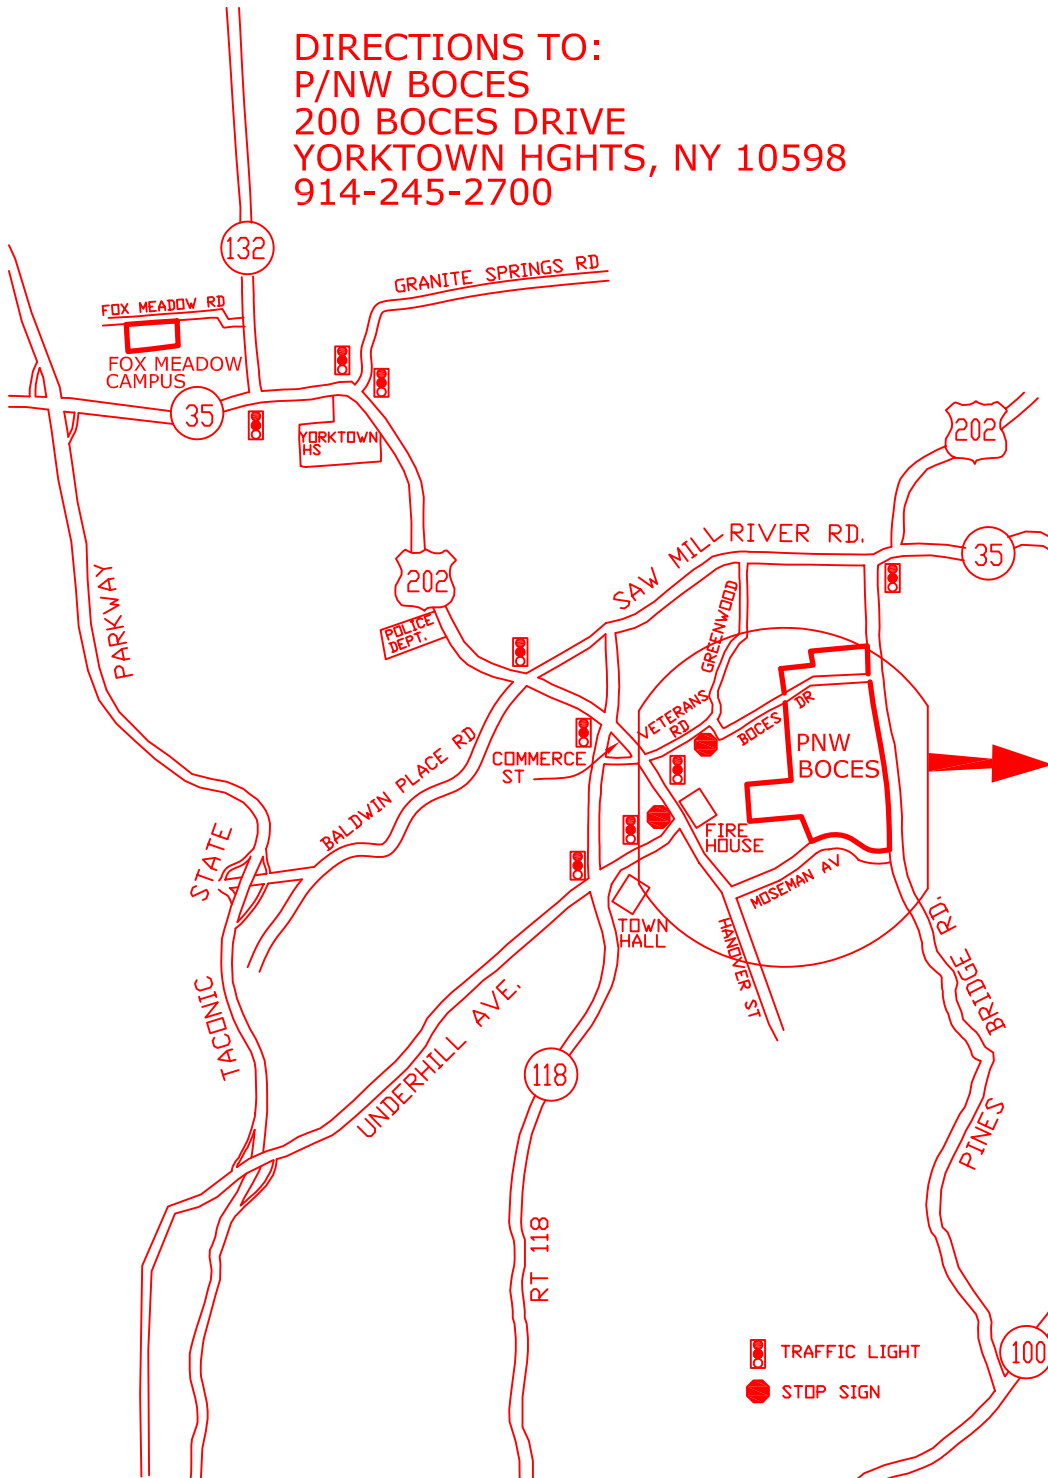 DIRECTIONS TO:
P/NW BOCES
200 BOCES DRIVE
YORKTOWN HGHTS, NY 10598
914-245-2700
132
GRANITE SPRINGS RD
FOX MEADOW RD
FOX MEADOW
CAMPUS
35
YORKTOWN
HS
202
202
SAW MILL RIVER RD.
35
PARKWAY
POLICE
DEPT.
GREENWOOD
VETERANS
RD
BOCES DR
COMMERCE
ST
PNW
BOCES
BALDWIN PLACE RD
FIRE
HOUSE
STATE
MOSEMAN AV
TOWN
HALL
HANOVER ST
BRIDGE RD.
TACONIC
UNDERHILL AVE.
118
PINES
RT 118
100
TRAFFIC LIGHT
STOP SIGN